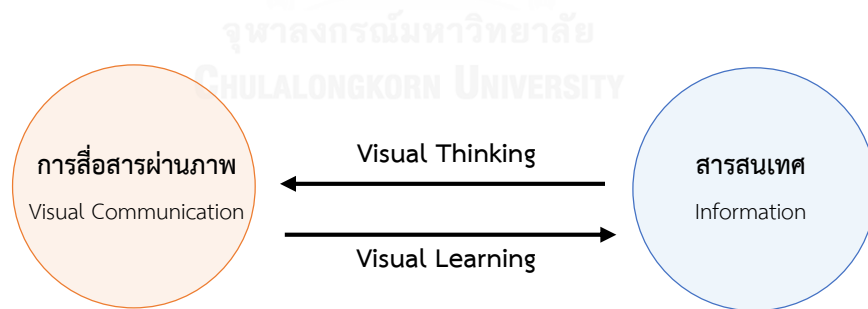 จุฬาลงกรณ์มหาวิทยาลัย
CHULALONGKORN UNIVERSITY
การสื่อสารผ่านภาพ
Visual Communication
Visual Thinking
Visual Learning
สารสนเทศ
Information